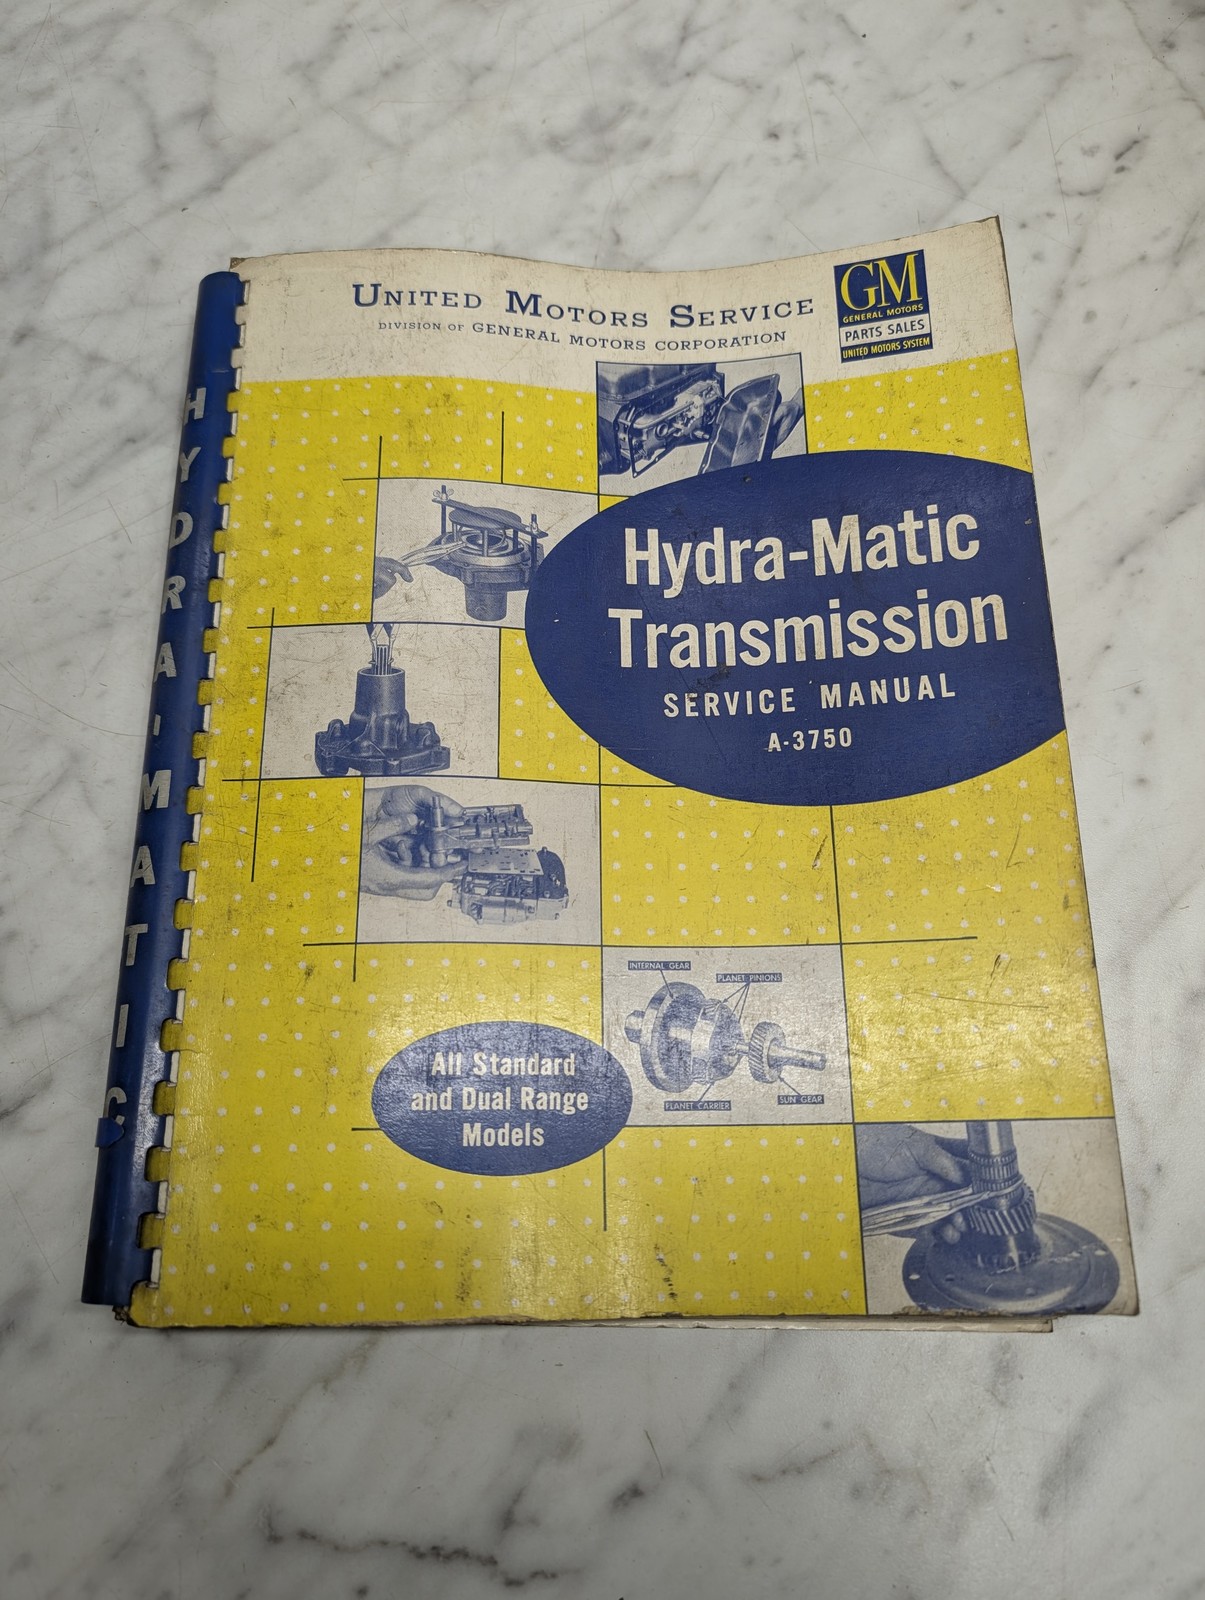 UNITED MOTORS SERVICE
DIVISION OF GENERAL MOTORS CORPORATION
GM
GENERAL MOTORS
PARTS SALES
UNITED MOTORS SYSTEM
HYDRA-MATIC
Hydra-Matic
Transmission
SERVICE MANUAL
A-3750
INTERNAL GEAR
PLANET PINIONS
PLANET CARRIER
SUN GEAR
All Standard
and Dual Range
Models